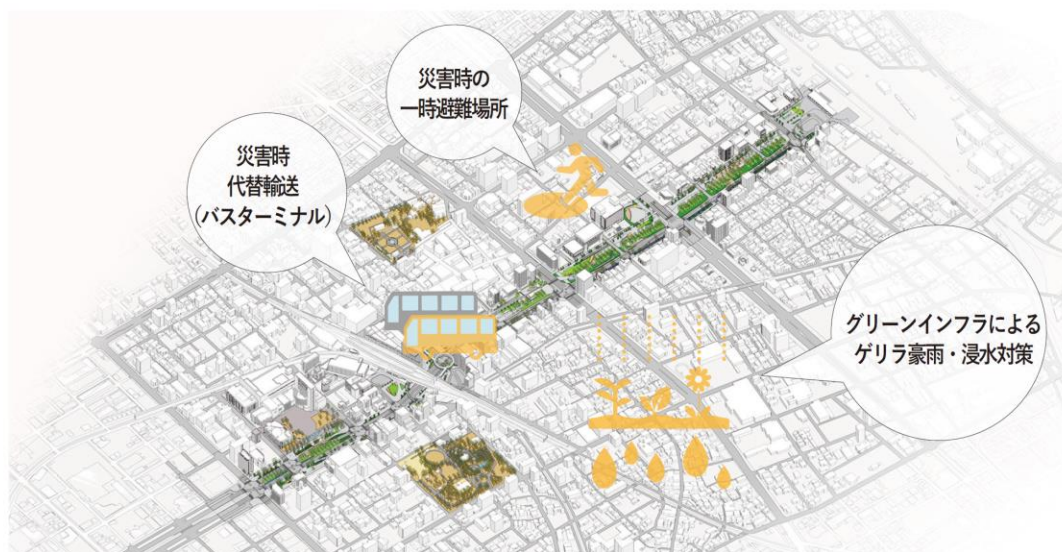 災害時の
一時避難場所
災害時
代替輸送
(バスターミナル)
グリーンインフラによる
ゲリラ豪雨・浸水対策